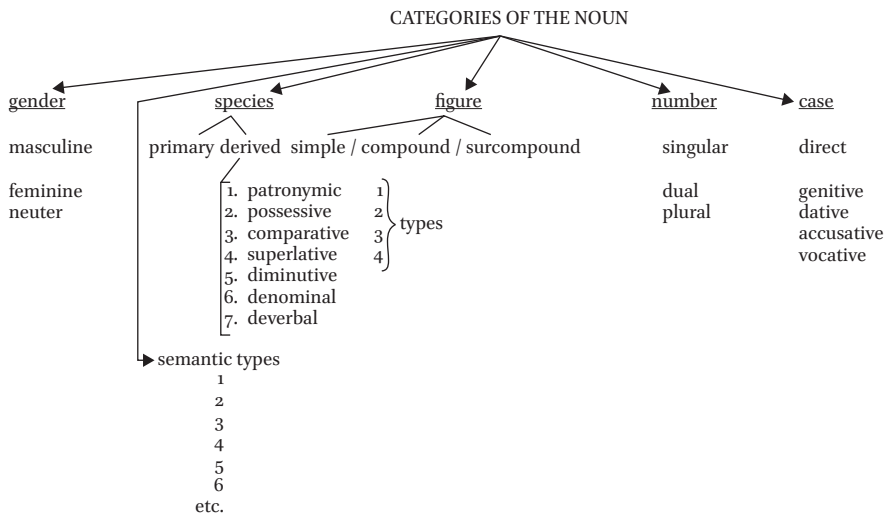 CATEGORIES OF THE NOUN
gender species figure number case
masculine primary derived simple / compound / surcompound singular direct
feminine 1. patronymic 1 dual genitive
neuter 2. possessive 2 types plural dative
3. comparative 3 accusative
4. superlative 4 vocative
5. diminutive
6. denominal
7. deverbal
semantic types
1
2
3
4
5
6
etc.